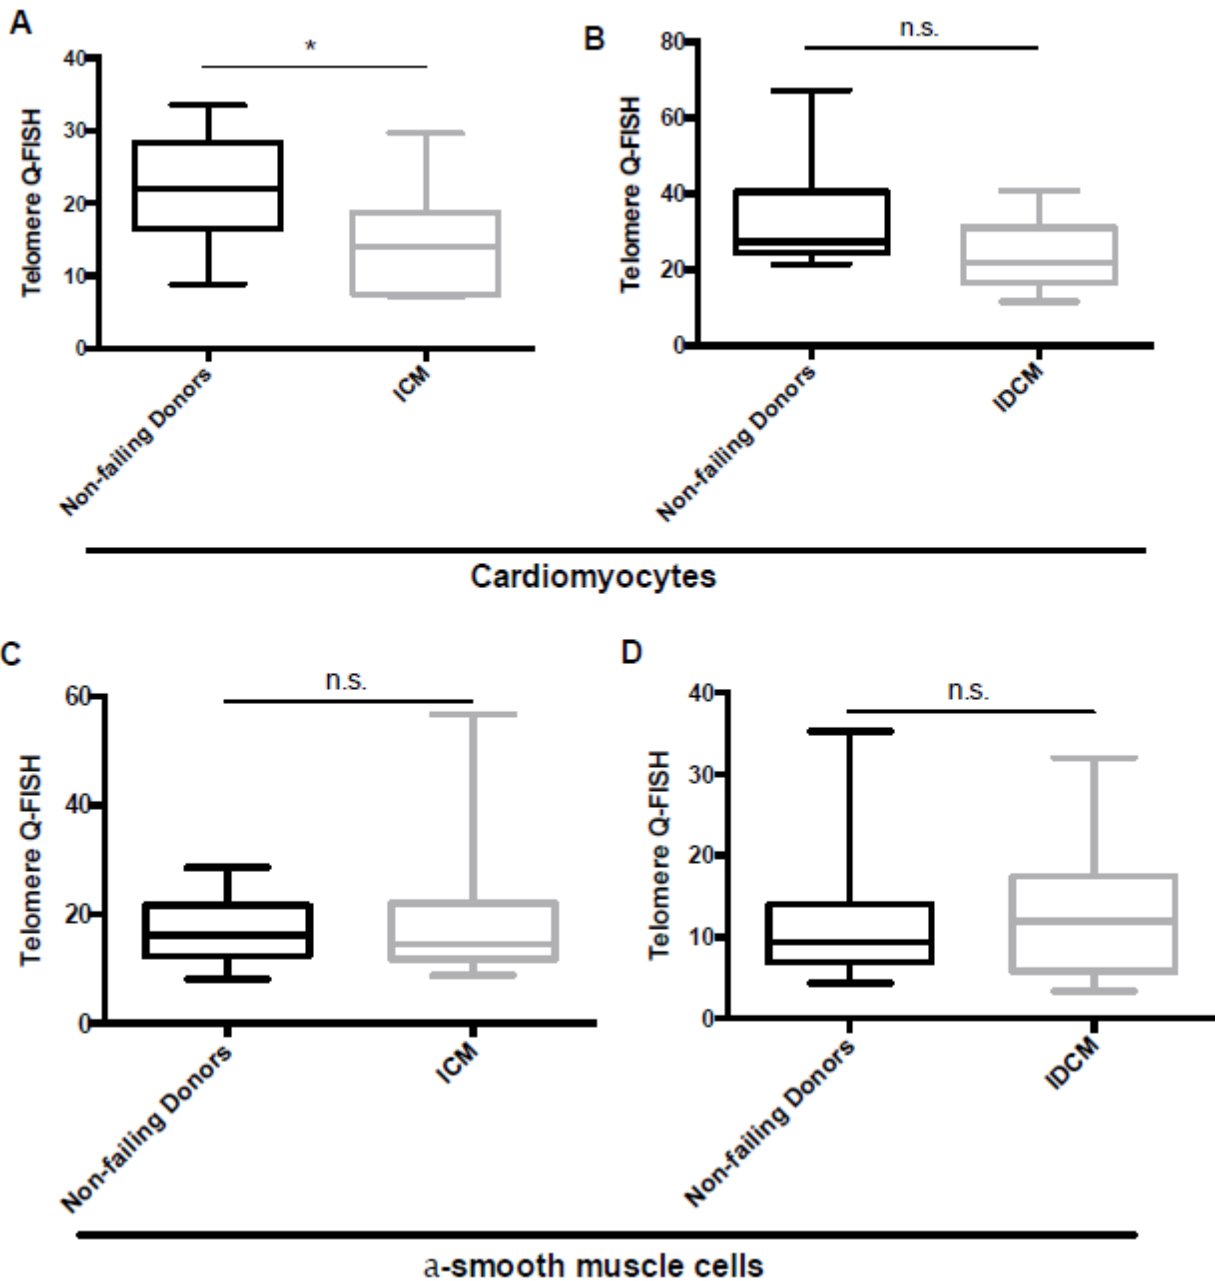 A
*
40
30
20
10
0
Telomere Q-FISH
Non-failing Donors
ICM
B
n.s.
80
60
40
20
0
Telomere Q-FISH
Non-failing Donors
IDCM
Cardiomyocytes
C
n.s.
60
40
20
0
Telomere Q-FISH
Non-failing Donors
ICM
D
n.s.
40
30
20
10
0
Telomere Q-FISH
Non-failing Donors
IDCM
a-smooth muscle cells